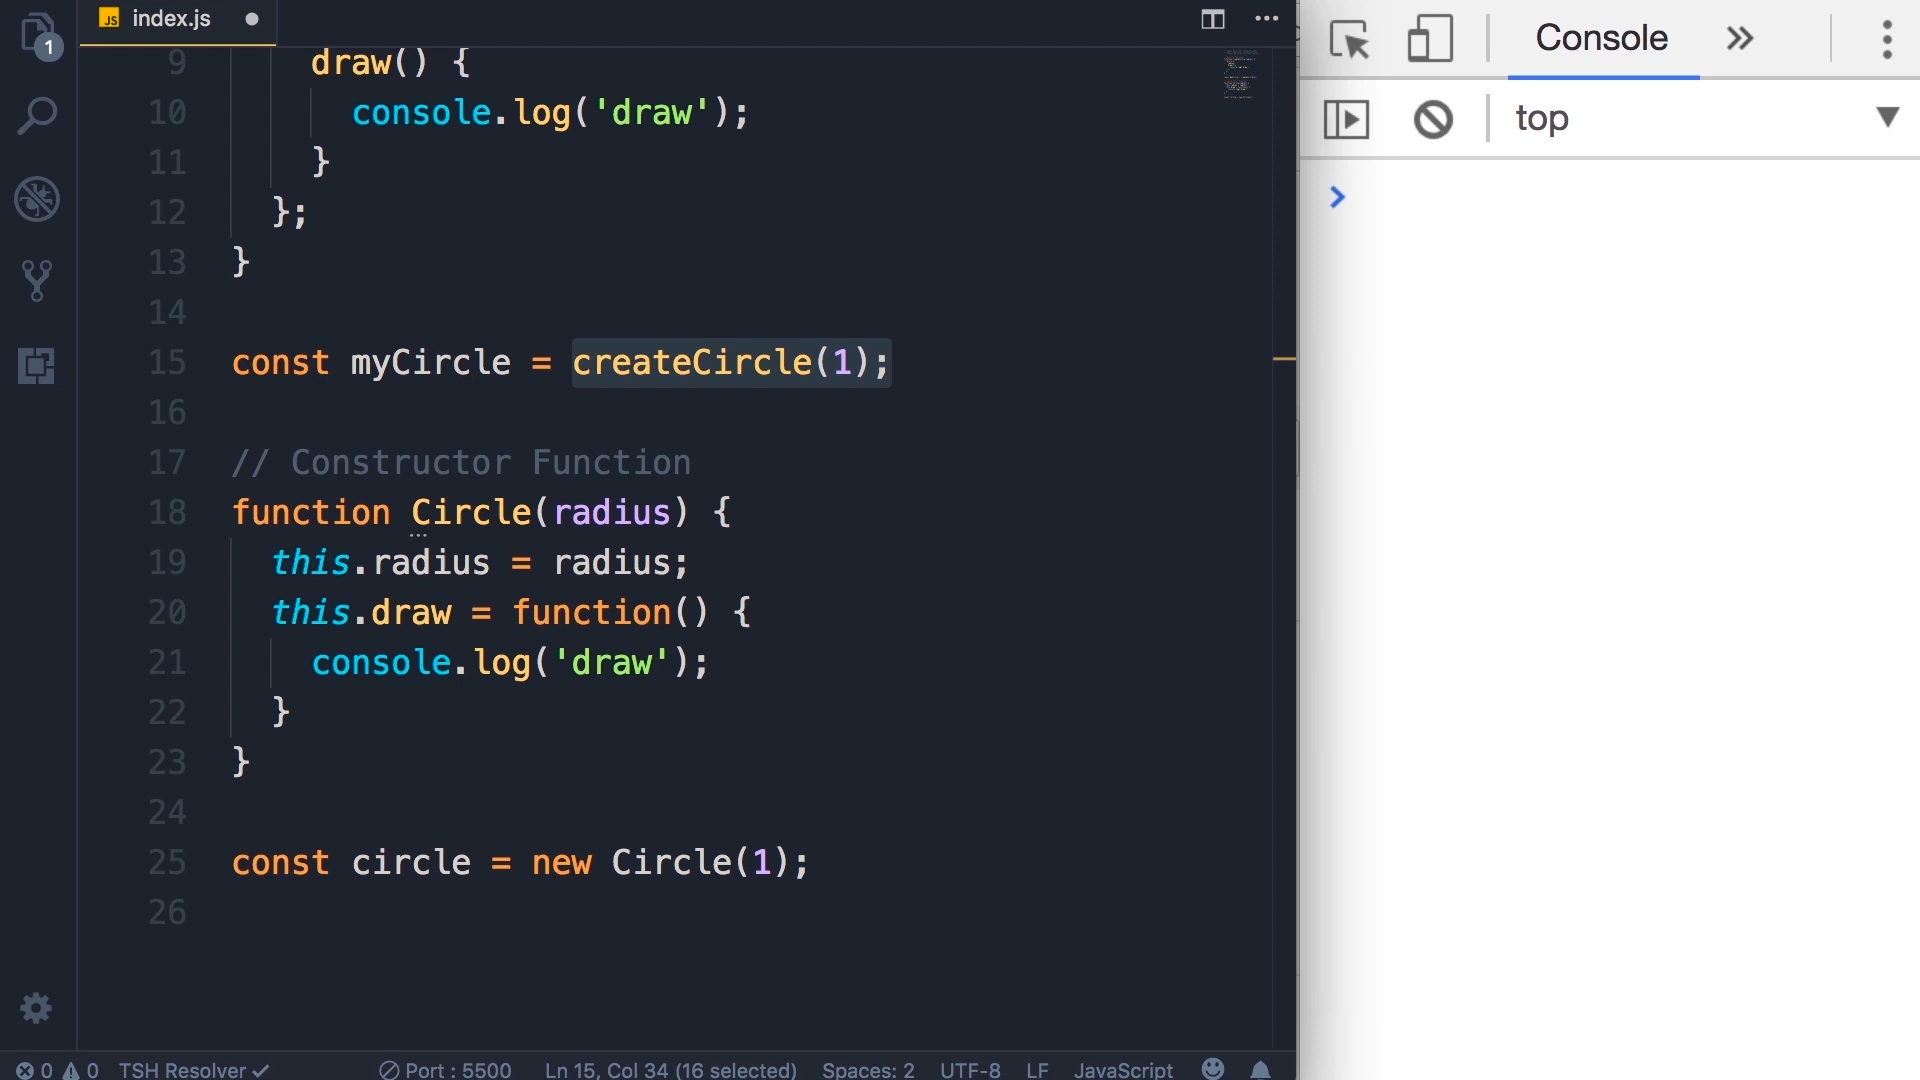 1
JS index.js
9 draw() {
10 console.log('draw');
11 }
12 };
13 }
14
15 const myCircle = createCircle(1);
16
17 // Constructor Function
18 function Circle(radius) {
19 this.radius = radius;
20 this.draw = function() {
21 console.log('draw');
22 }
23 }
24
25 const circle = new Circle(1);
26
0 0 TSH Resolver Port : 5500 Ln 15, Col 34 (16 selected) Spaces: 2 UTF-8 LF JavaScript
Console
top